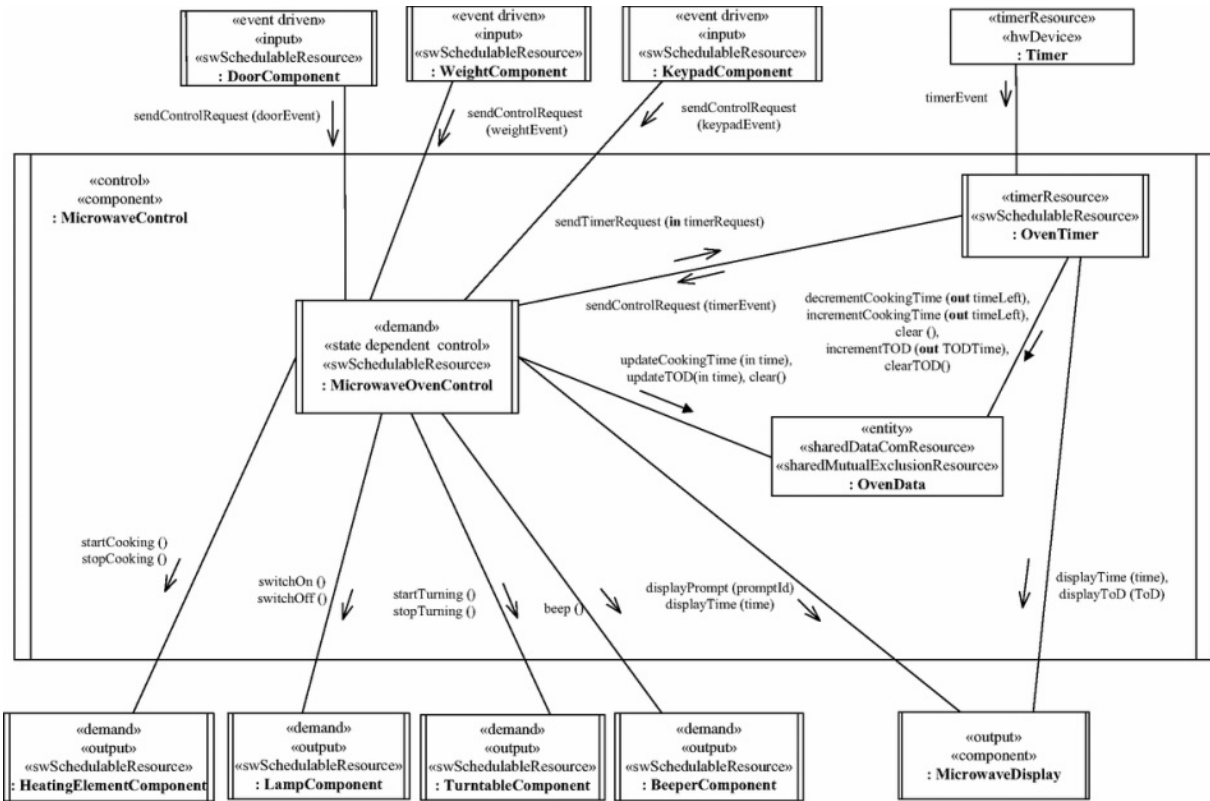 «event driven»
«input»
«swSchedulableResource»
: DoorComponent
«event driven»
«input»
«swSchedulableResource»
: WeightComponent
«event driven»
«input»
«swSchedulableResource»
: KeypadComponent
«timerResource»
«hwDevice»
: Timer
sendControlRequest (doorEvent)
sendControlRequest
(weightEvent)
sendControlRequest
(keypadEvent)
timerEvent
«control»
«component»
: MicrowaveControl
«timerResource»
«swSchedulableResource»
: OvenTimer
sendTimerRequest (in timerRequest)
sendControlRequest (timerEvent)
«demand»
«state dependent control»
«swSchedulableResource»
: MicrowaveOvenControl
decrementCookingTime (out timeLeft),
incrementCookingTime (out timeLeft),
clear (),
incrementTOD (out TODTime),
clearTOD()
updateCookingTime (in time),
updateTOD(in time), clear()
«entity»
«sharedDataComResource»
«sharedMutualExclusionResource»
: OvenData
startCooking ()
stopCooking ()
switchOn ()
switchOff ()
startTurning ()
stopTurning ()
beep ()
displayPrompt (promptId)
displayTime (time)
displayTime (time),
displayToD (ToD)
«demand»
«output»
«swSchedulableResource»
: HeatingElementComponent
«demand»
«output»
«swSchedulableResource»
: LampComponent
«demand»
«output»
«swSchedulableResource»
: TurntableComponent
«demand»
«output»
«swSchedulableResource»
: BeeperComponent
«output»
«component»
: MicrowaveDisplay